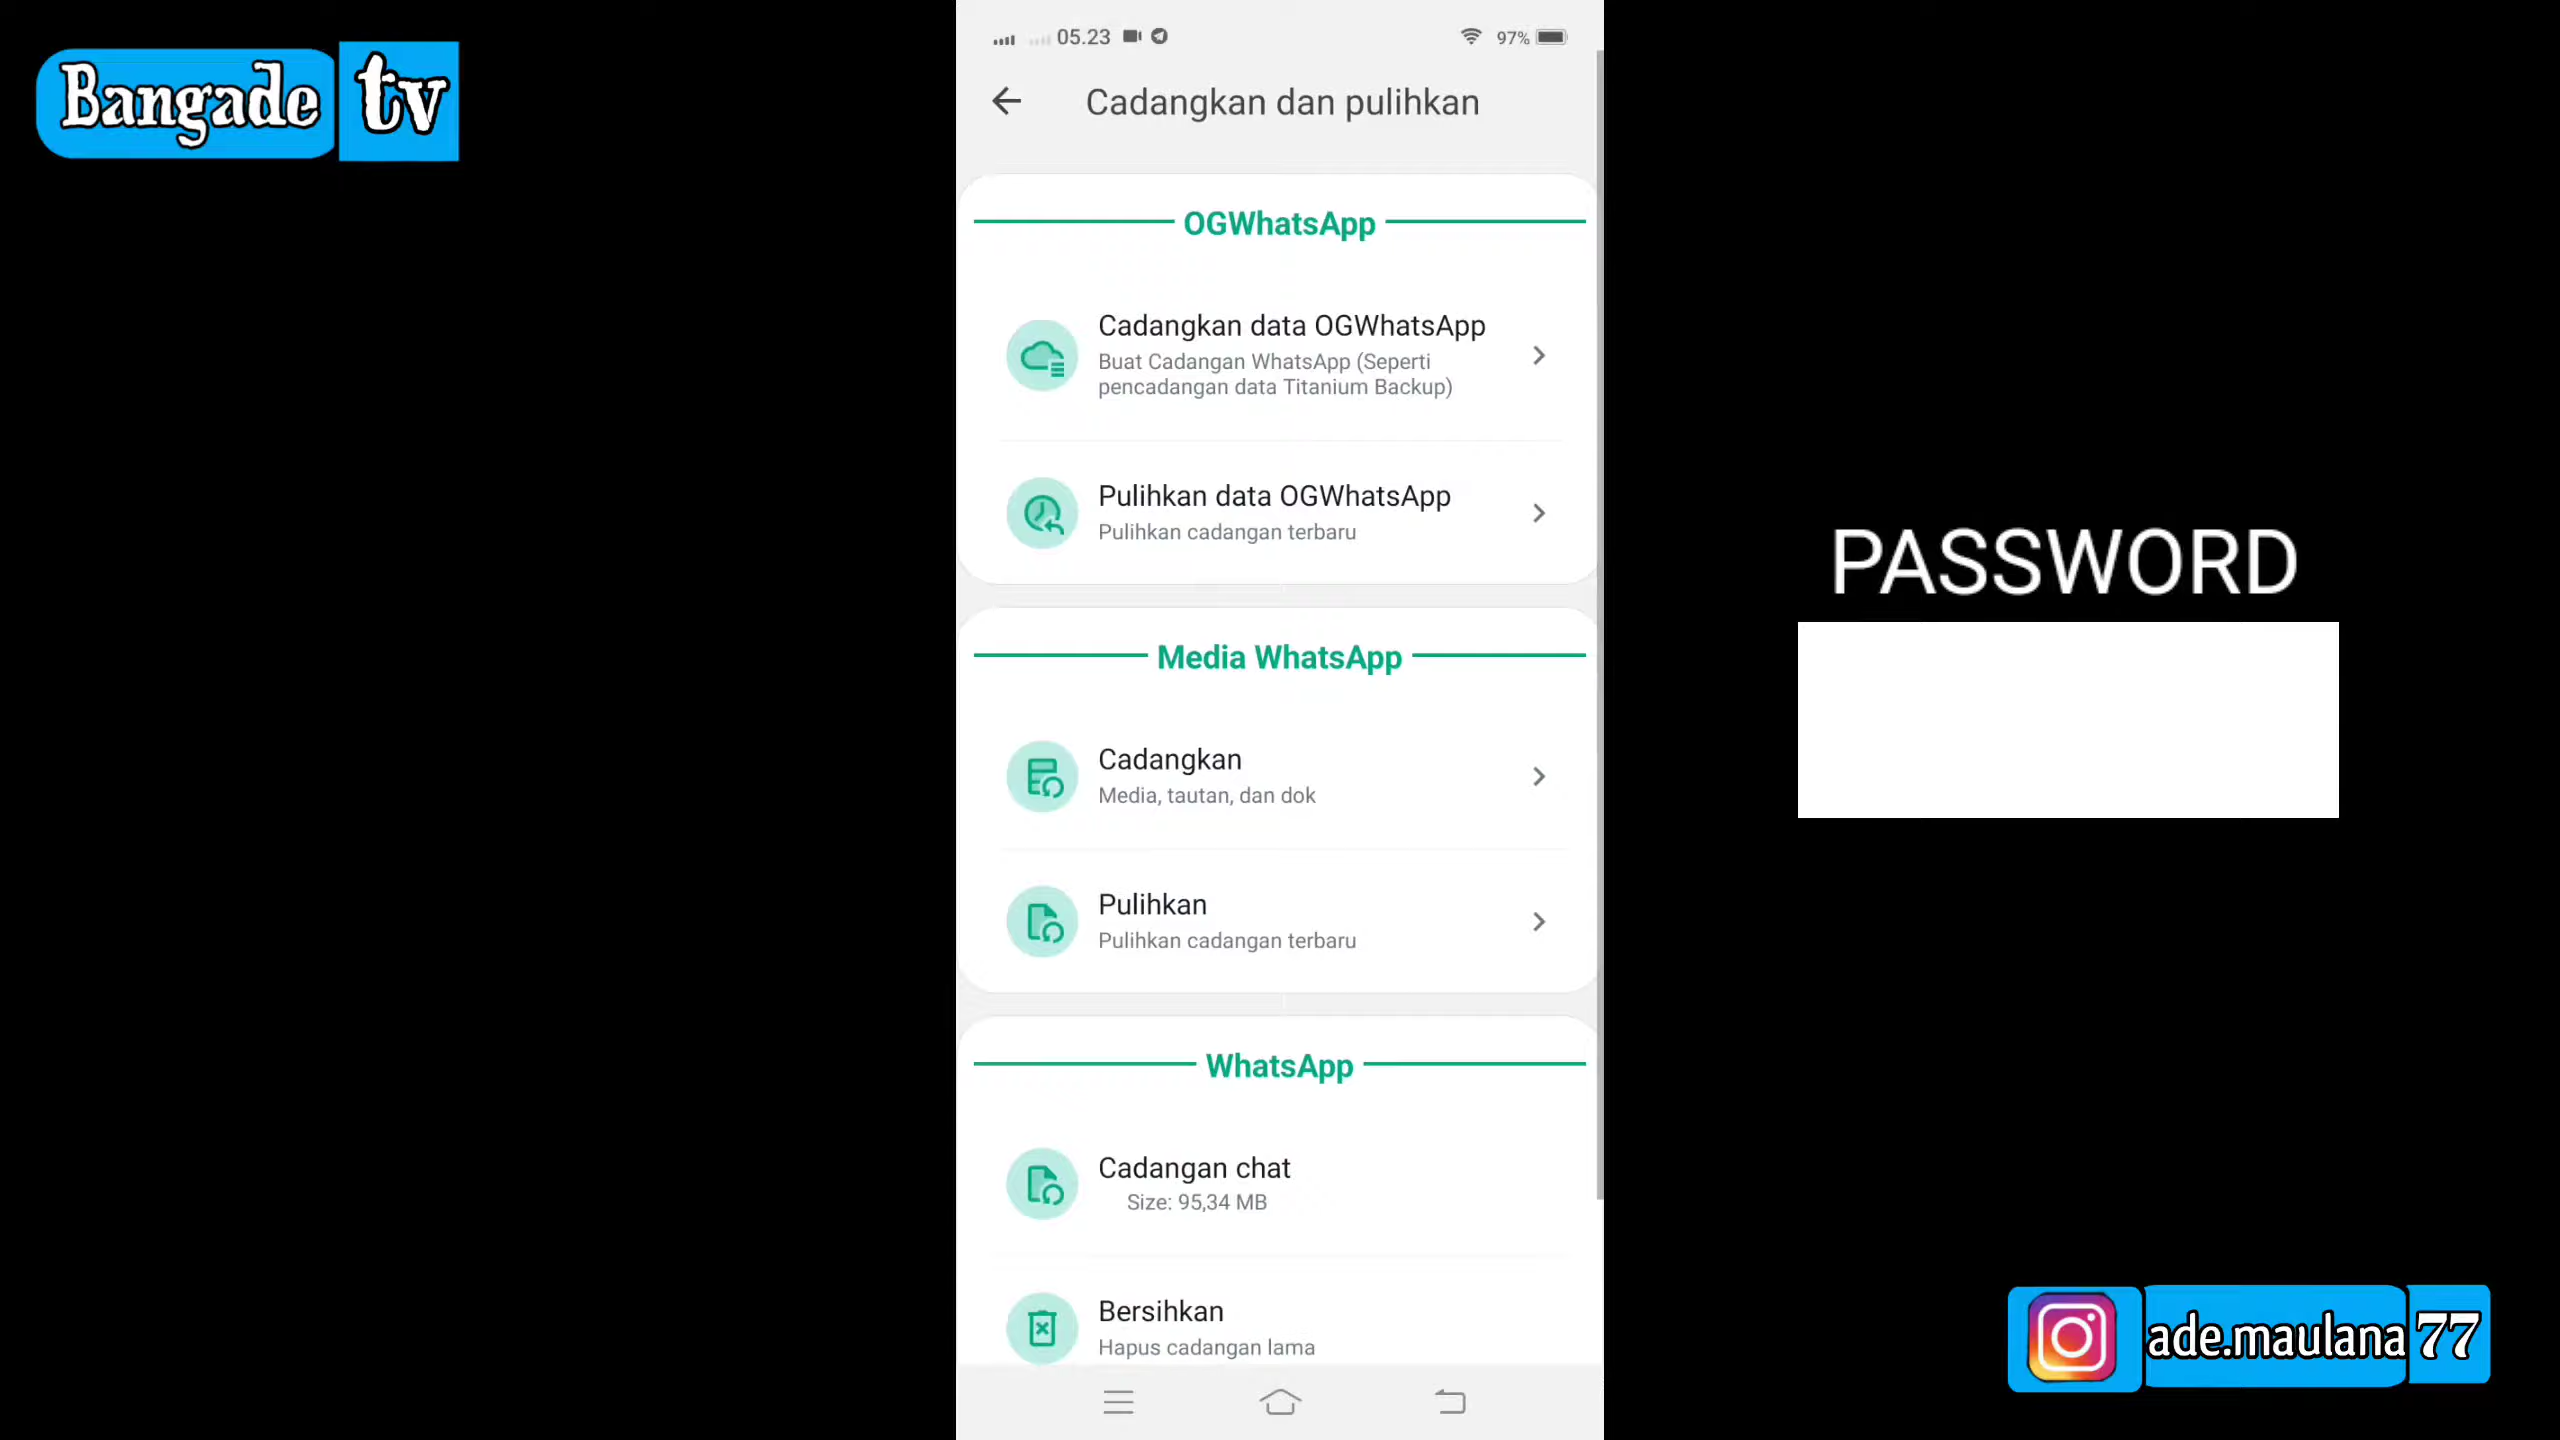 Bangade tv
05.23
97%
Cadangkan dan pulihkan
OGWhatsApp
Cadangkan data OGWhatsApp
Buat Cadangan WhatsApp (Seperti
pencadangan data Titanium Backup)
Pulihkan data OGWhatsApp
Pulihkan cadangan terbaru
Media WhatsApp
Cadangkan
Media, tautan, dan dok
Pulihkan
Pulihkan cadangan terbaru
WhatsApp
Cadangan chat
Size: 95,34 MB
Bersihkan
Hapus cadangan lama
PASSWORD
ade.maulana77